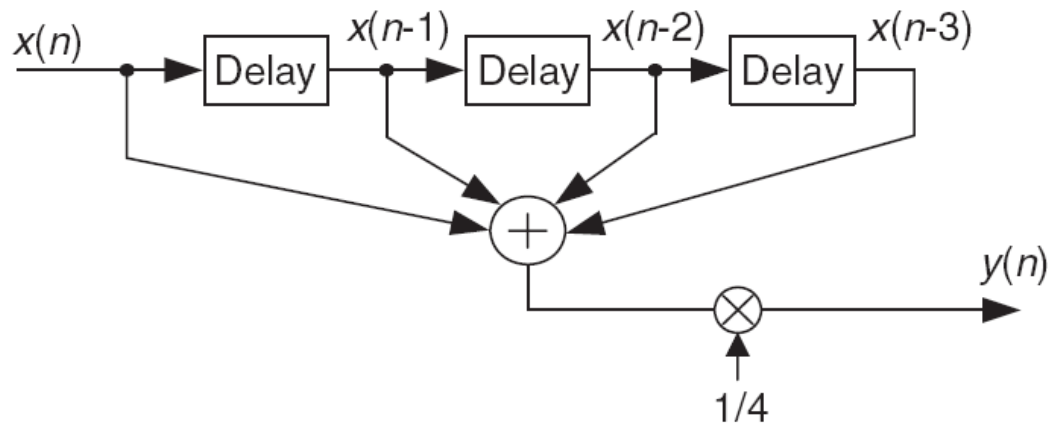 x(n)
x(n-1)
x(n-2)
x(n-3)
Delay
Delay
Delay
+
y(n)
1/4